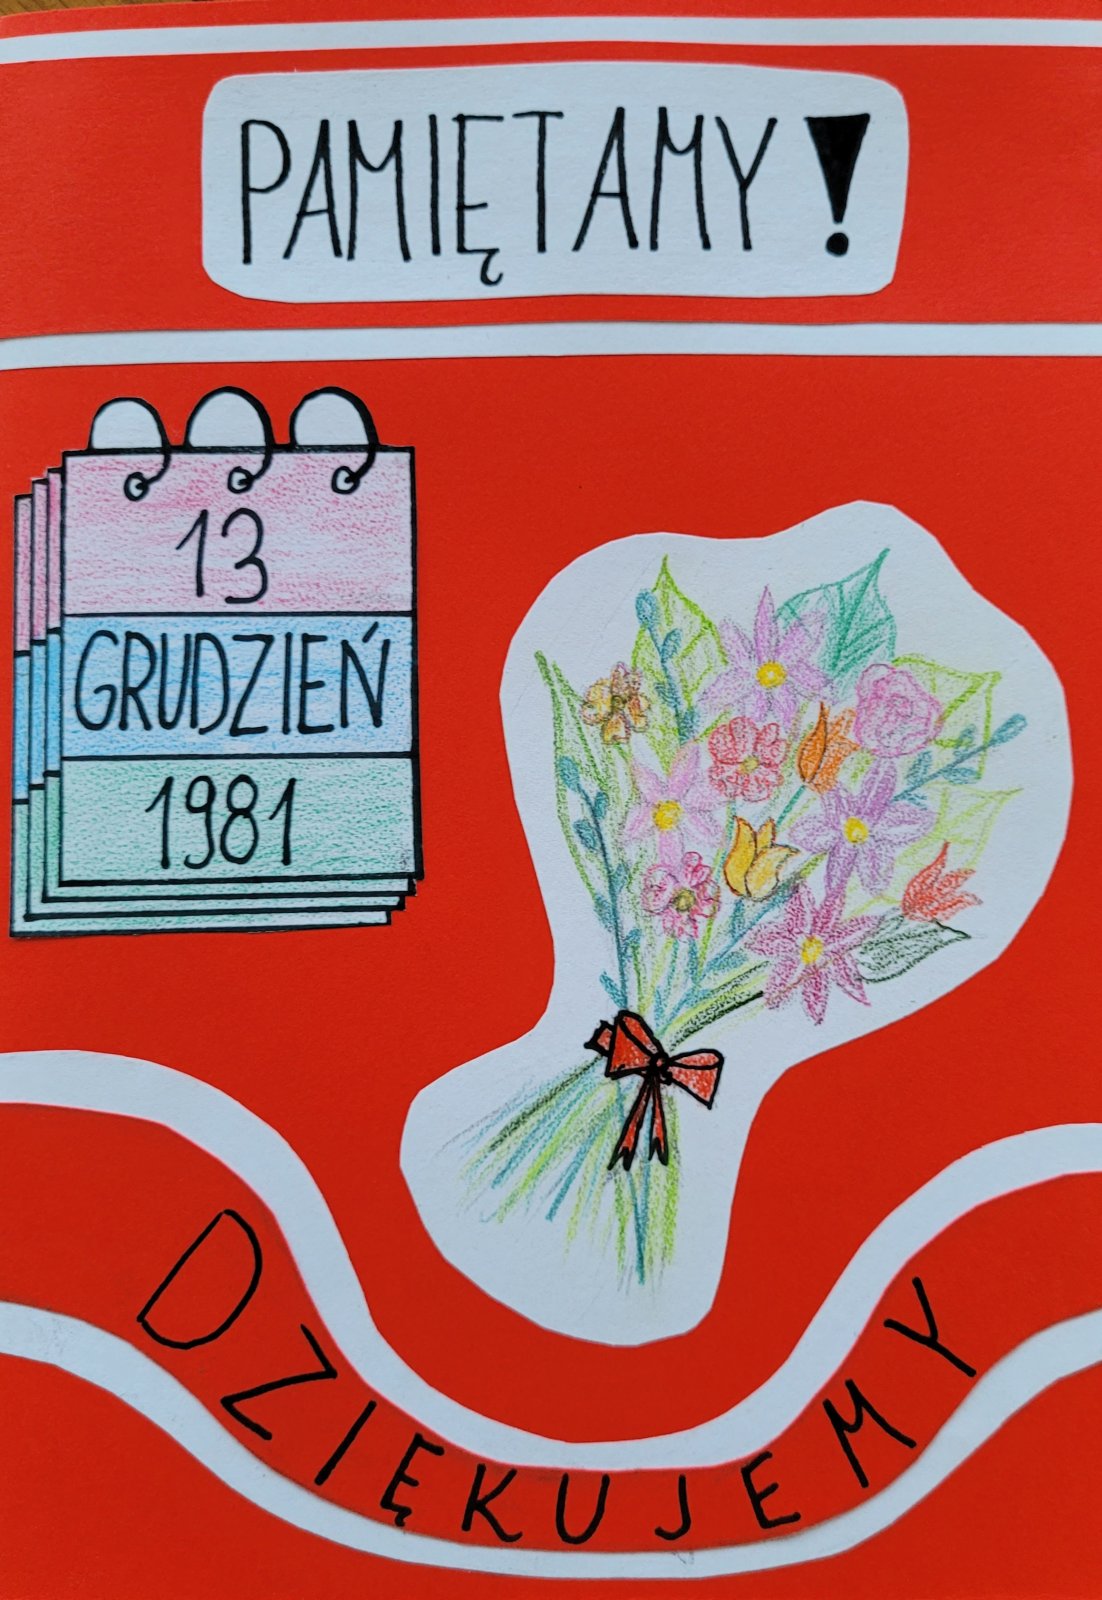 PAMIĘTAMY!
13
GRUDZIEŃ
1981
DZIĘKUJEMY